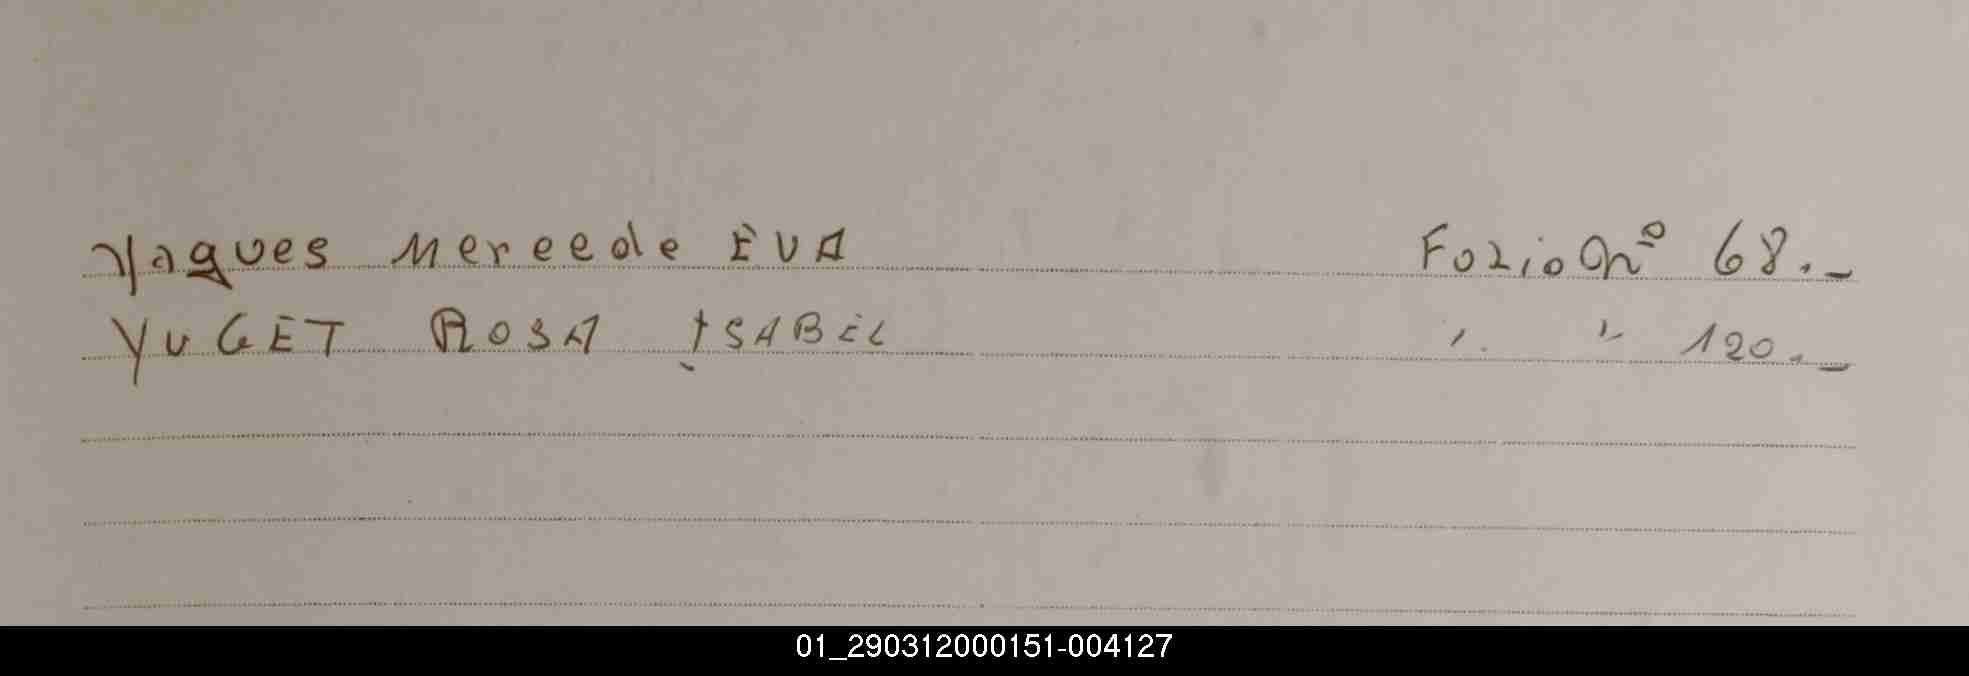 Yagues Mereede EVA Folio Nº 68._
YUGET ROSA ISABEL " " 120._
01_290312000151-004127